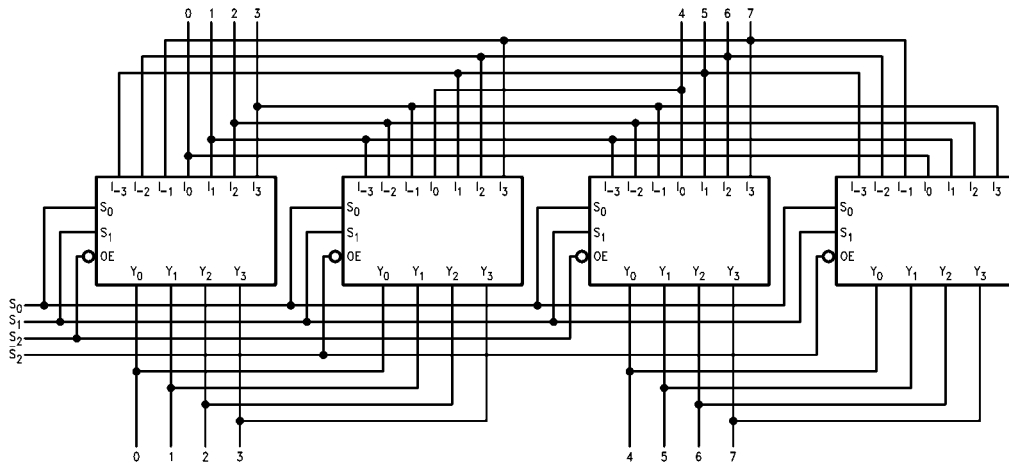 0 1 2 3 4 5 6 7
I₋₃ I₋₂ I₋₁ I₀ I₁ I₂ I₃ I₋₃ I₋₂ I₋₁ I₀ I₁ I₂ I₃ I₋₃ I₋₂ I₋₁ I₀ I₁ I₂ I₃ I₋₃ I₋₂ I₋₁ I₀ I₁ I₂ I₃
S₀ S₀ S₀ S₀
S₁ S₁ S₁ S₁
OE OE OE OE
Y₀ Y₁ Y₂ Y₃ Y₀ Y₁ Y₂ Y₃ Y₀ Y₁ Y₂ Y₃ Y₀ Y₁ Y₂ Y₃
S₀
S₁
S₂
S̅₂
0 1 2 3 4 5 6 7